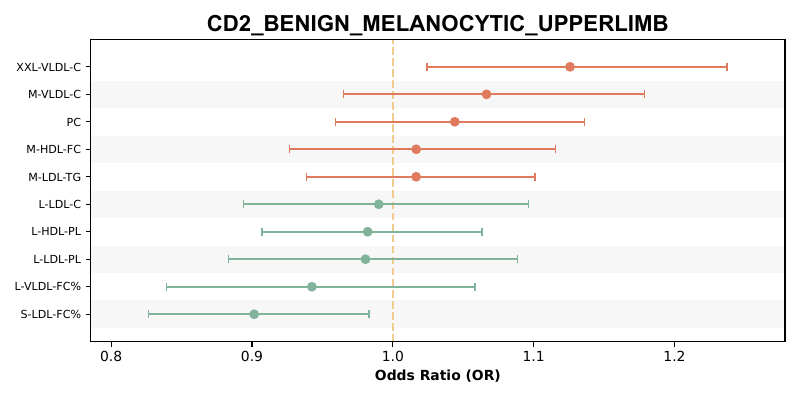 CD2_BENIGN_MELANOCYTIC_UPPERLIMB
XXL-VLDL-C
M-VLDL-C
PC
M-HDL-FC
M-LDL-TG
L-LDL-C
L-HDL-PL
L-LDL-PL
L-VLDL-FC%
S-LDL-FC%
0.8 0.9 1.0 1.1 1.2
Odds Ratio (OR)